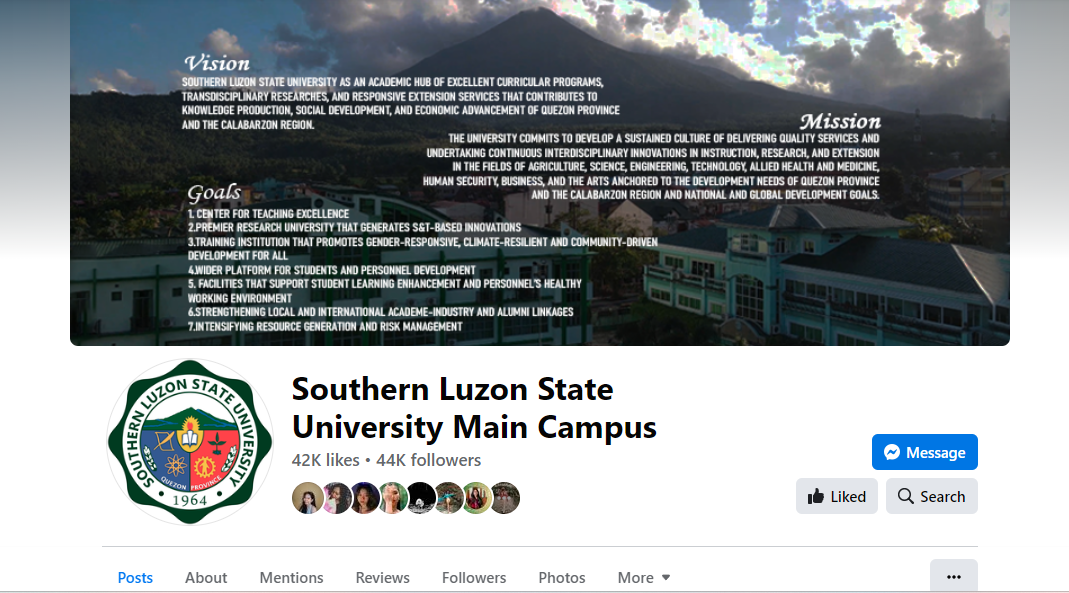 Vision
SOUTHERN LUZON STATE UNIVERSITY AS AN ACADEMIC HUB OF EXCELLENT CURRICULAR PROGRAMS,
TRANSDISCIPLINARY RESEARCHES, AND RESPONSIVE EXTENSION SERVICES THAT CONTRIBUTES TO
KNOWLEDGE PRODUCTION, SOCIAL DEVELOPMENT, AND ECONOMIC ADVANCEMENT OF QUEZON PROVINCE
AND THE CALABARZON REGION.
Mission
THE UNIVERSITY COMMITS TO DEVELOP A SUSTAINED CULTURE OF DELIVERING QUALITY SERVICES AND
UNDERTAKING CONTINUOUS INTERDISCIPLINARY INNOVATIONS IN INSTRUCTION, RESEARCH, AND EXTENSION
IN THE FIELDS OF AGRICULTURE, SCIENCE, ENGINEERING, TECHNOLOGY, ALLIED HEALTH AND MEDICINE,
HUMAN SECURITY, BUSINESS, AND THE ARTS ANCHORED TO THE DEVELOPMENT NEEDS OF QUEZON PROVINCE
AND THE CALABARZON REGION AND NATIONAL AND GLOBAL DEVELOPMENT GOALS.
Goals
1. CENTER FOR TEACHING EXCELLENCE
2.PREMIER RESEARCH UNIVERSITY THAT GENERATES S&T-BASED INNOVATIONS
3.TRAINING INSTITUTION THAT PROMOTES GENDER-RESPONSIVE, CLIMATE-RESILIENT AND COMMUNITY-DRIVEN
DEVELOPMENT FOR ALL
4.WIDER PLATFORM FOR STUDENTS AND PERSONNEL DEVELOPMENT
5. FACILITIES THAT SUPPORT STUDENT LEARNING ENHANCEMENT AND PERSONNEL'S HEALTHY
WORKING ENVIRONMENT
6.STRENGTHENING LOCAL AND INTERNATIONAL ACADEME-INDUSTRY AND ALUMNI LINKAGES
7.INTENSIFYING RESOURCE GENERATION AND RISK MANAGEMENT
SOUTHERN LUZON STATE UNIVERSITY
QUEZON PROVINCE
• 1964 •
Southern Luzon State
University Main Campus
42K likes • 44K followers
Message
Liked
Search
Posts About Mentions Reviews Followers Photos More